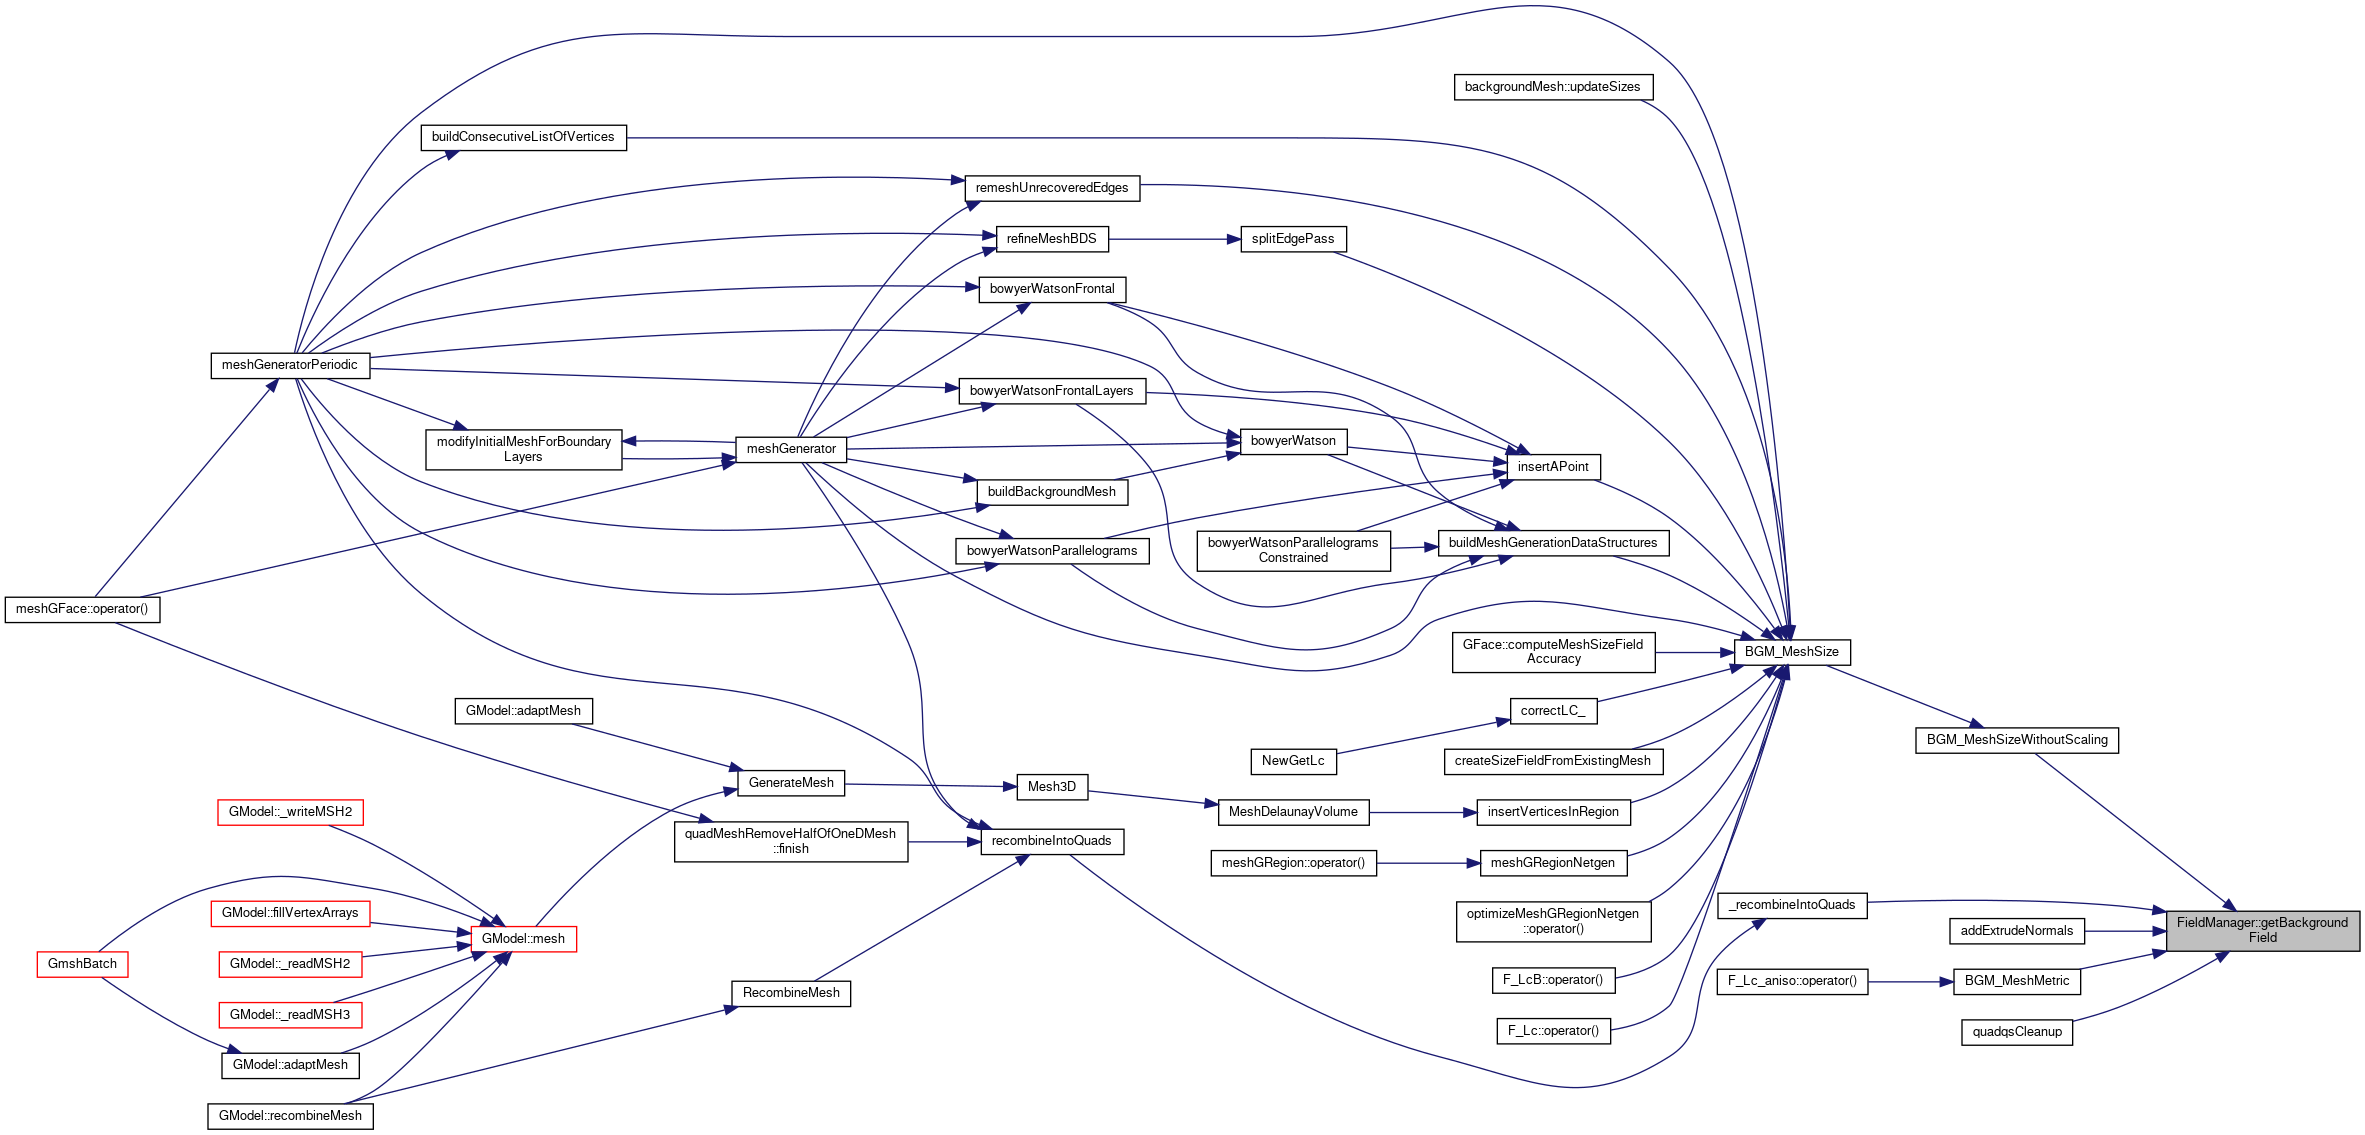 backgroundMesh::updateSizes
buildConsecutiveListOfVertices
remeshUnrecoveredEdges
refineMeshBDS
splitEdgePass
bowyerWatsonFrontal
meshGeneratorPeriodic
bowyerWatsonFrontalLayers
modifyInitialMeshForBoundary
Layers
meshGenerator
bowyerWatson
insertAPoint
buildBackgroundMesh
bowyerWatsonParallelograms
bowyerWatsonParallelograms
Constrained
buildMeshGenerationDataStructures
meshGFace::operator()
GFace::computeMeshSizeField
Accuracy
BGM_MeshSize
GModel::adaptMesh
correctLC_
BGM_MeshSizeWithoutScaling
NewGetLc
createSizeFieldFromExistingMesh
GenerateMesh
Mesh3D
GModel::_writeMSH2
MeshDelaunayVolume
insertVerticesInRegion
quadMeshRemoveHalfOfOneDMesh
::finish
recombineIntoQuads
meshGRegion::operator()
meshGRegionNetgen
GModel::fillVertexArrays
optimizeMeshGRegionNetgen
::operator()
_recombineIntoQuads
FieldManager::getBackground
Field
addExtrudeNormals
GModel::mesh
GmshBatch
GModel::_readMSH2
F_LcB::operator()
F_Lc_aniso::operator()
BGM_MeshMetric
RecombineMesh
GModel::_readMSH3
F_Lc::operator()
quadqsCleanup
GModel::adaptMesh
GModel::recombineMesh